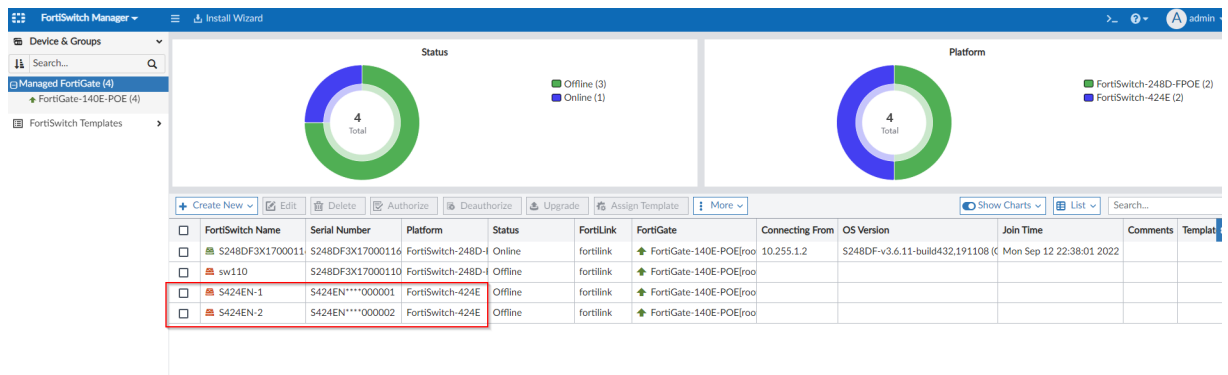 FortiSwitch Manager Install Wizard >_ ? A admin
Device & Groups
Search...
Managed FortiGate (4)
FortiGate-140E-POE (4)
FortiSwitch Templates
Status
4
Total
Offline (3)
Online (1)
Platform
4
Total
FortiSwitch-248D-FPOE (2)
FortiSwitch-424E (2)
+ Create New Edit Delete Authorize Deauthorize Upgrade Assign Template More Show Charts List Search...
FortiSwitch Name Serial Number Platform Status FortiLink FortiGate Connecting From OS Version Join Time Comments Templat
S248DF3X1700011 S248DF3X17000116 FortiSwitch-248D-F Online fortilink FortiGate-140E-POE[roo 10.255.1.2 S248DF-v3.6.11-build432,191108 (G Mon Sep 12 22:38:01 2022
sw110 S248DF3X17000110 FortiSwitch-248D-F Offline fortilink FortiGate-140E-POE[roo
S424EN-1 S424EN****000001 FortiSwitch-424E Offline fortilink FortiGate-140E-POE[roo
S424EN-2 S424EN****000002 FortiSwitch-424E Offline fortilink FortiGate-140E-POE[roo